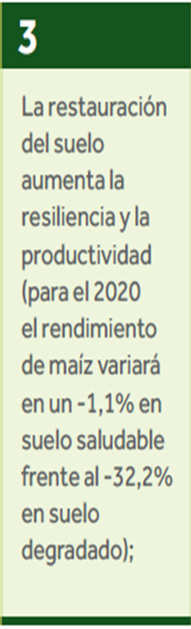 3
La restauración
del suelo
aumenta la
resiliencia y la
productividad
(para el 2020
el rendimiento
de maíz variará
en un -1,1% en
suelo saludable
frente al -32,2%
en suelo
degradado);